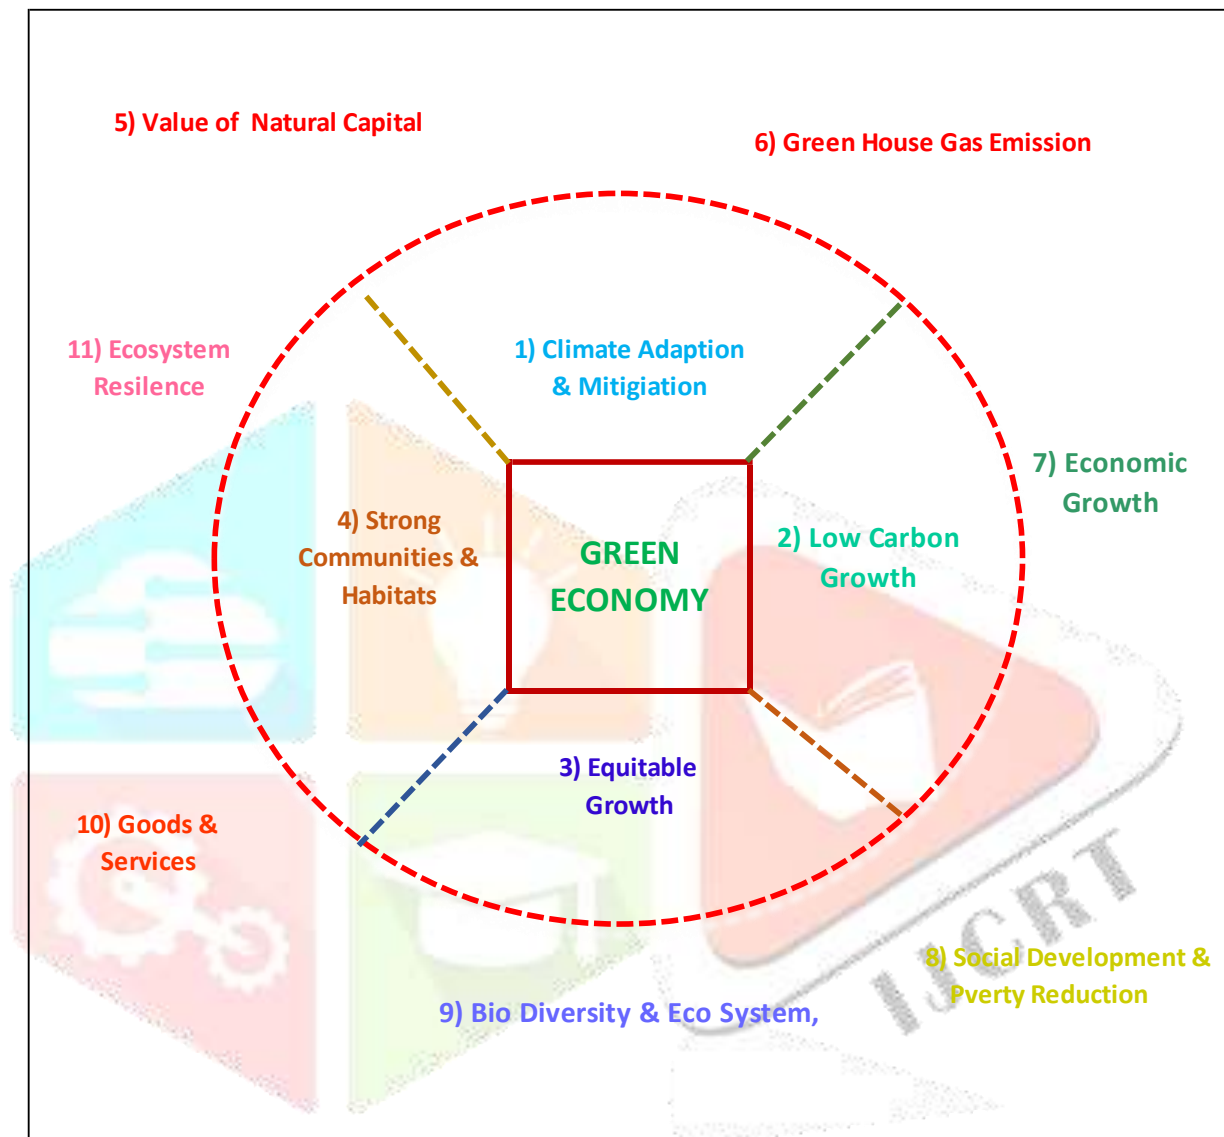 5) Value of Natural Capital
6) Green House Gas Emission
11) Ecosystem
Resilence
1) Climate Adaption
& Mitigiation
7) Economic
Growth
4) Strong
Communities &
Habitats
GREEN
ECONOMY
2) Low Carbon
Growth
3) Equitable
Growth
10) Goods &
Services
8) Social Development &
Pverty Reduction
9) Bio Diversity & Eco System,
IJCRT